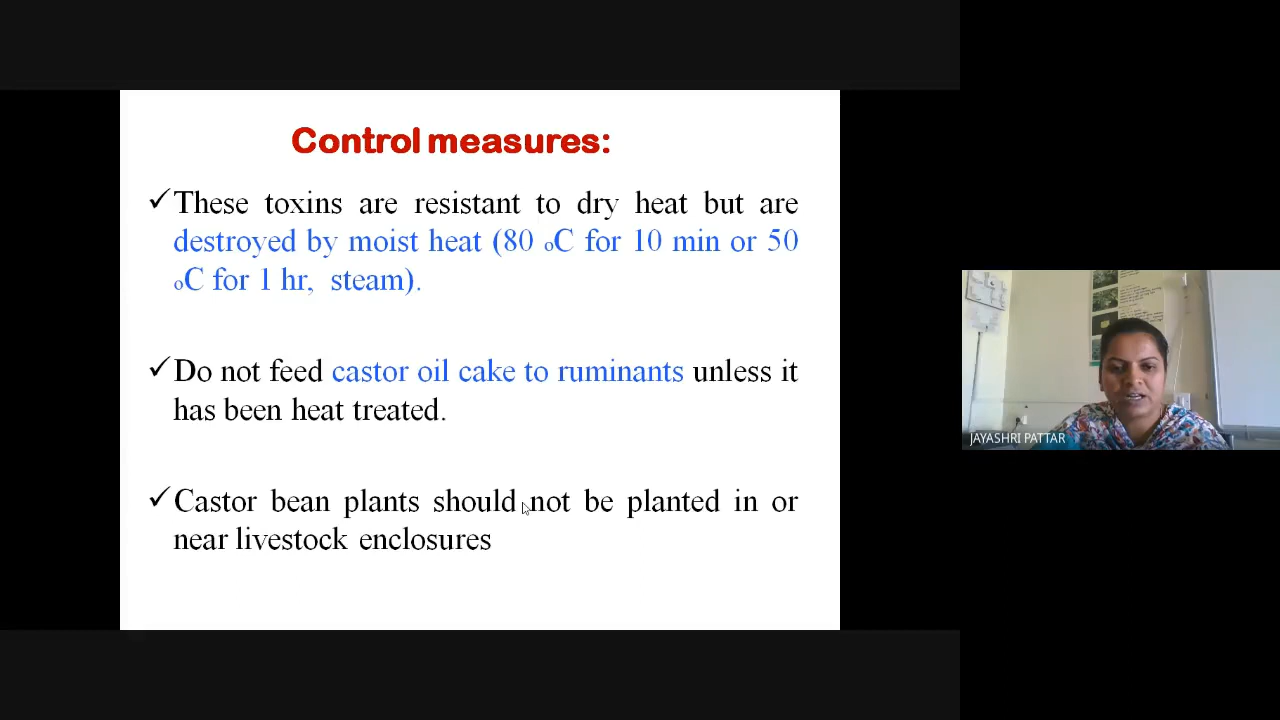 Control measures:
✓These toxins are resistant to dry heat but are
destroyed by moist heat (80 oC for 10 min or 50
oC for 1 hr, steam).
✓Do not feed castor oil cake to ruminants unless it
has been heat treated.
✓Castor bean plants should not be planted in or
near livestock enclosures
JAYASHRI PATTAR